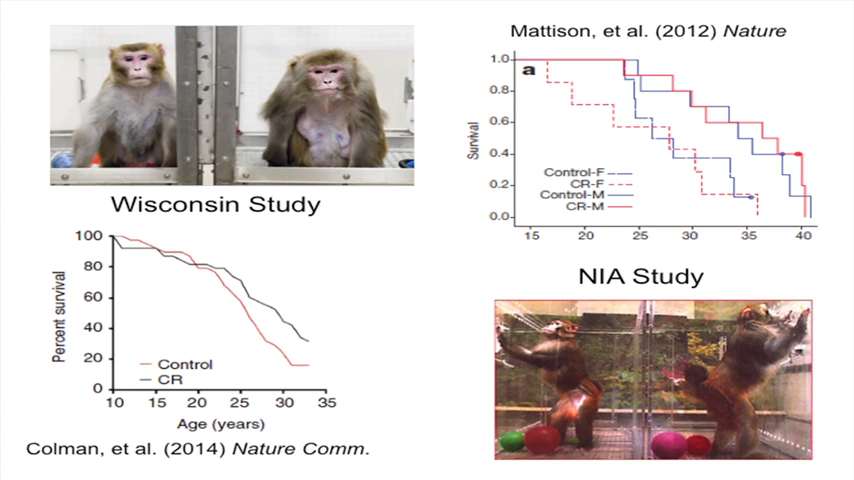 Mattison, et al. (2012) Nature
a
1.0
0.8
0.6
0.4
0.2
0.0
Survival
Control-F
CR-F
Control-M
CR-M
15 20 25 30 35 40
NIA Study
Wisconsin Study
100
80
60
40
20
0
Percent survival
Control
CR
10 15 20 25 30 35
Age (years)
Colman, et al. (2014) Nature Comm.